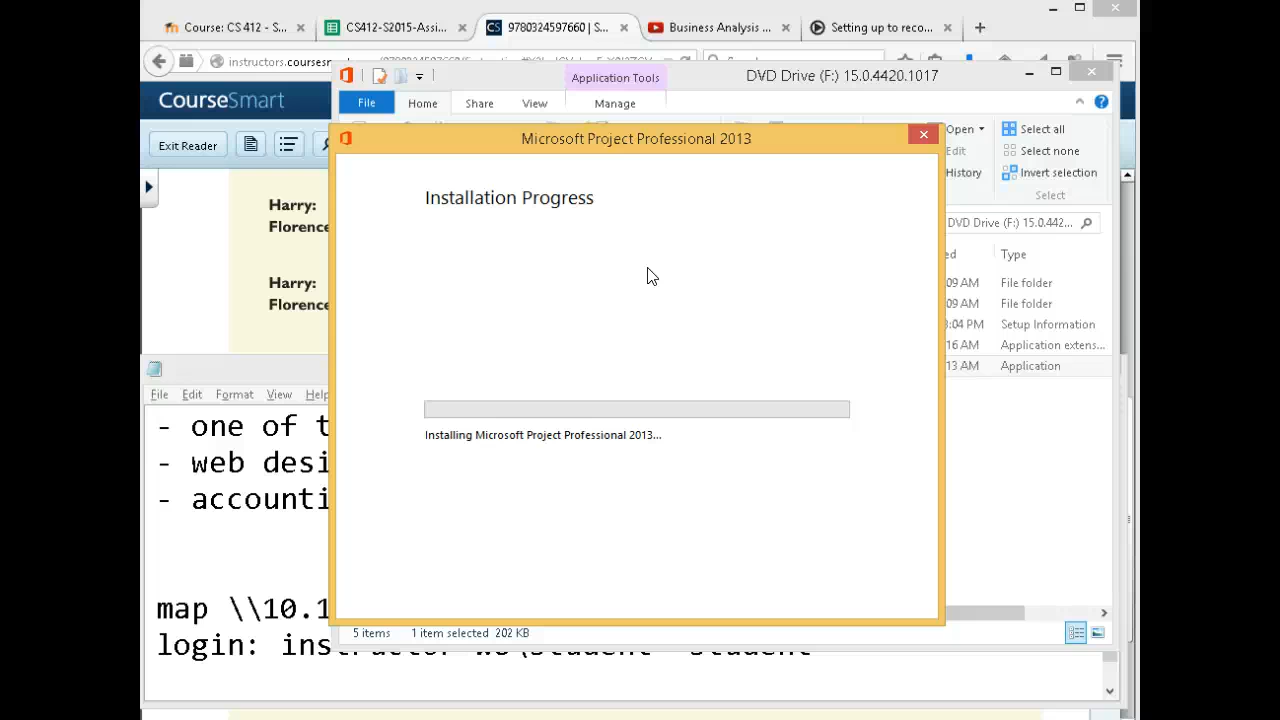 Course: CS 412 - S...
CS412-S2015-Assi...
CS 9780324597660 | S...
Business Analysis ...
Setting up to reco...
instructors.coursesm
CourseSmart
Exit Reader
DVD Drive (F:) 15.0.4420.1017
Application Tools
File Home Share View Manage
Open
Edit
History
Select all
Select none
Invert selection
Select
DVD Drive (F:) 15.0.442...
ed Type
09 AM File folder
09 AM File folder
3:04 PM Setup Information
16 AM Application extens...
13 AM Application
Microsoft Project Professional 2013
Installation Progress
Installing Microsoft Project Professional 2013...
5 items 1 item selected 202 KB
Harry:
Florence
Harry:
Florence
File Edit Format View Help
- one of t
- web desi
- accounti
map \\10.1
login: